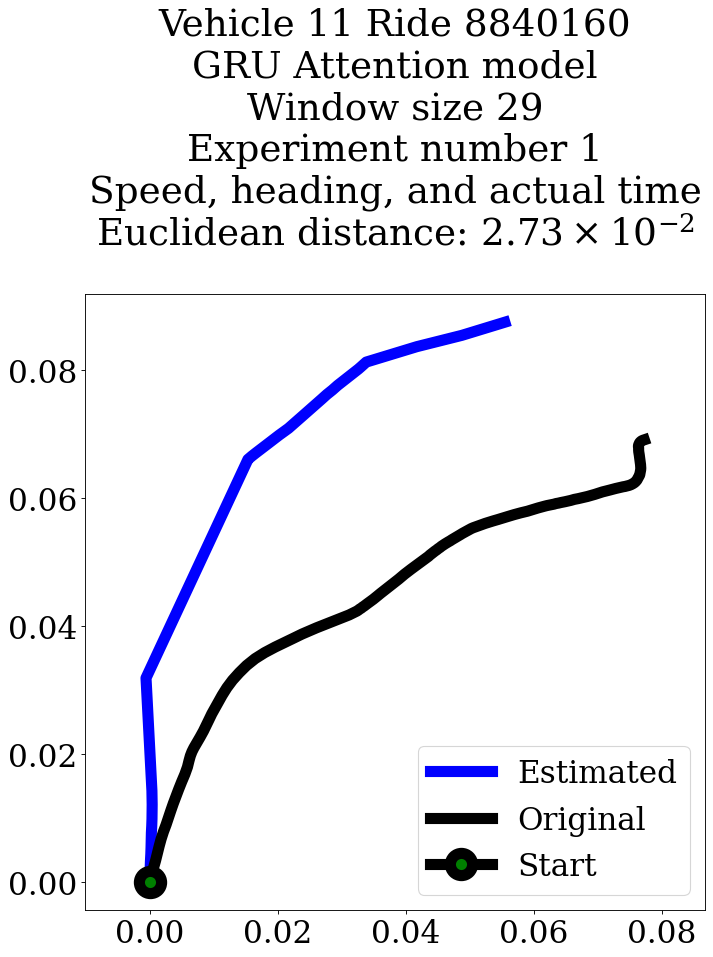 Vehicle 11 Ride 8840160
GRU Attention model
Window size 29
Experiment number 1
Speed, heading, and actual time
Euclidean distance: 2.73 × 10⁻²
0.08
0.06
0.04
0.02
0.00
Estimated
Original
Start
0.00 0.02 0.04 0.06 0.08